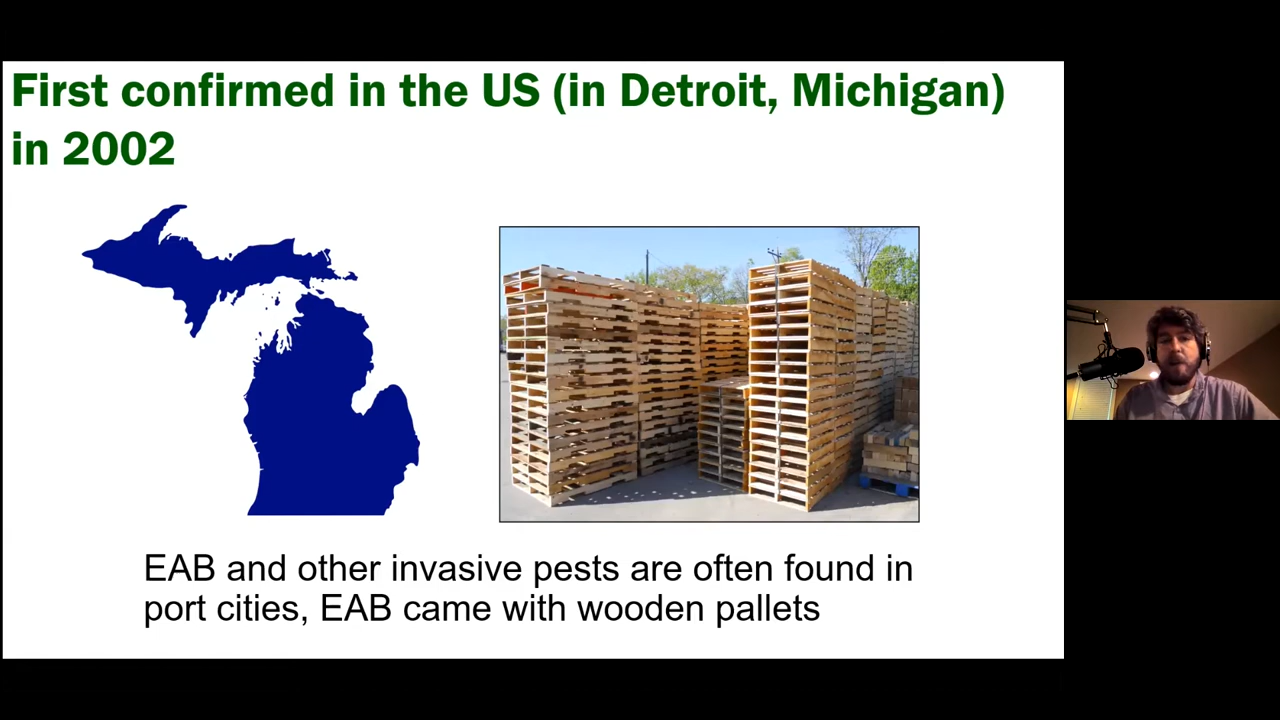 First confirmed in the US (in Detroit, Michigan)
in 2002
EAB and other invasive pests are often found in
port cities, EAB came with wooden pallets